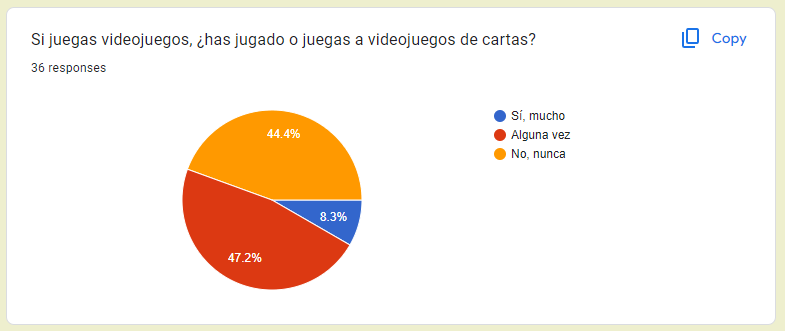 Si juegas videojuegos, ¿has jugado o juegas a videojuegos de cartas?
Copy
36 responses
Sí, mucho
Alguna vez
No, nunca
44.4%
8.3%
47.2%